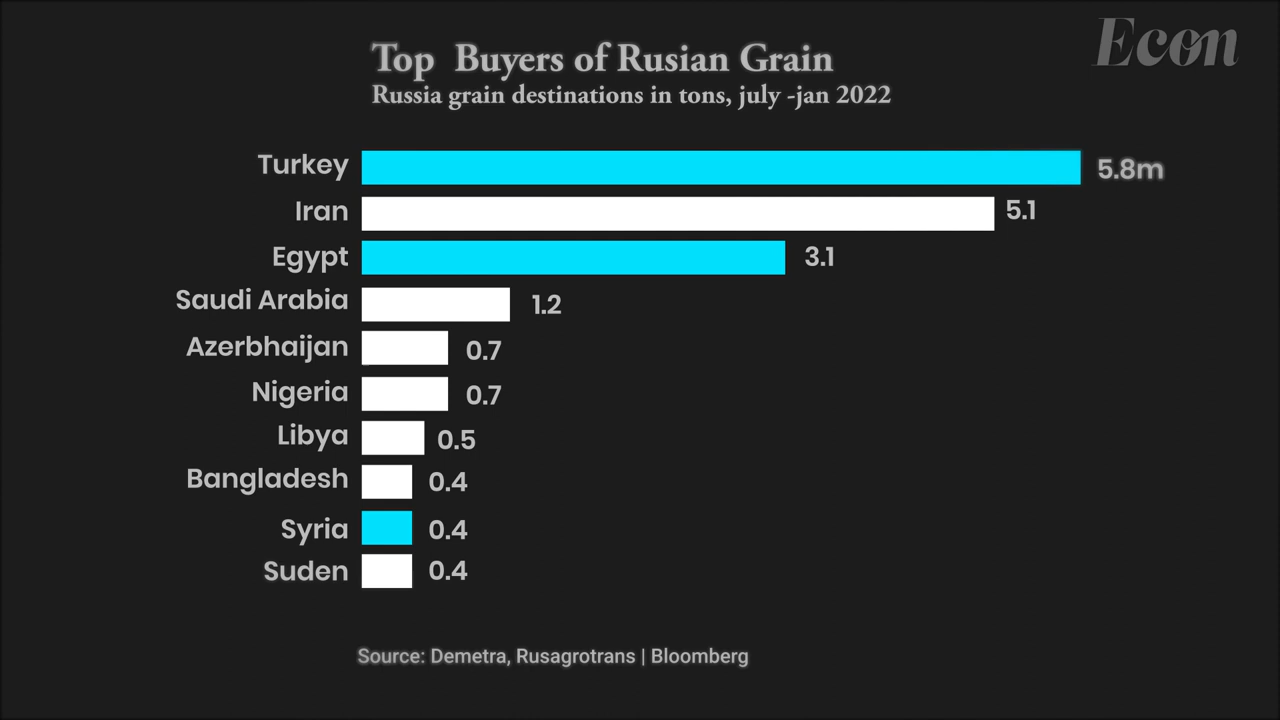 Econ
Top Buyers of Rusian Grain
Russia grain destinations in tons, july -jan 2022
Turkey 5.8m
Iran 5.1
Egypt 3.1
Saudi Arabia 1.2
Azerbhaijan 0.7
Nigeria 0.7
Libya 0.5
Bangladesh 0.4
Syria 0.4
Suden 0.4
Source: Demetra, Rusagrotrans | Bloomberg